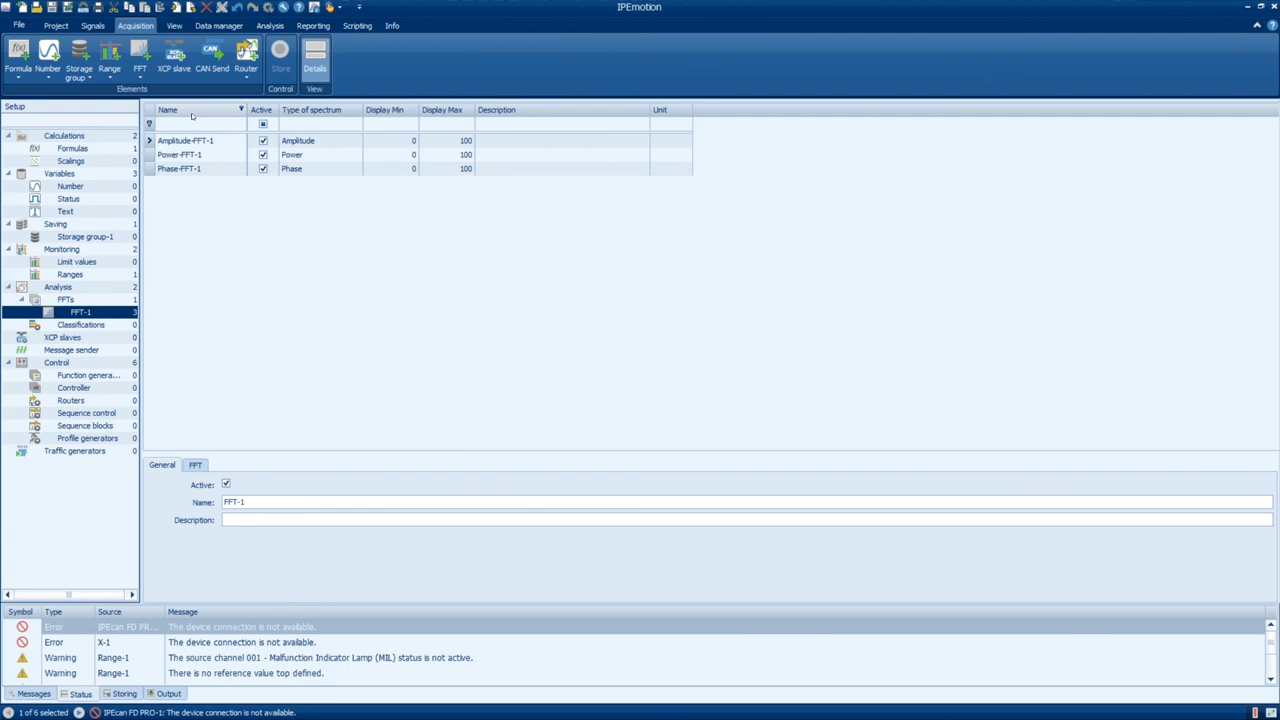 IPEmotion
File Project Signals Acquisition View Data manager Analysis Reporting Scripting Info
Formula Number Storage group Range FFT XCP slave CAN Send Router Store Details
Elements Control View
Setup
Name Active Type of spectrum Display Min Display Max Description Unit
Calculations 2
Formulas 1
Scalings 0
Variables 3
Number 0
Status 0
Text 0
Saving 1
Storage group-1 0
Monitoring 2
Limit values 0
Ranges 1
Analysis 2
FFTs 1
FFT-1 3
Classifications 0
XCP slaves 0
Message sender 0
Control 6
Function genera... 0
Controller 0
Routers 0
Sequence control 0
Sequence blocks 0
Profile generators 0
Traffic generators 0
Amplitude-FFT-1 Amplitude 0 100
Power-FFT-1 Power 0 100
Phase-FFT-1 Phase 0 100
General FFT
Active:
Name: FFT-1
Description:
Symbol Type Source Message
Error IPEcan FD PR... The device connection is not available.
Error X-1 The device connection is not available.
Warning Range-1 The source channel 001 - Malfunction Indicator Lamp (MIL) status is not active.
Warning Range-1 There is no reference value top defined.
Messages Status Storing Output
1 of 6 selected IPEcan FD PRO-1: The device connection is not available.